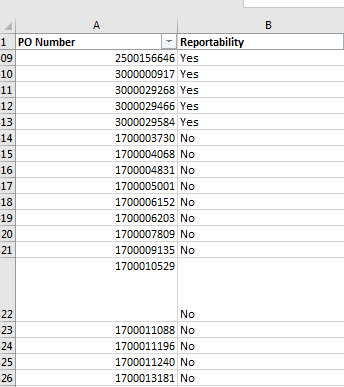 A B
1 PO Number Reportability
09 2500156646 Yes
10 3000000917 Yes
11 3000029268 Yes
12 3000029466 Yes
13 3000029584 Yes
14 1700003730 No
15 1700004068 No
16 1700004831 No
17 1700005001 No
18 1700006152 No
19 1700006203 No
20 1700007809 No
21 1700009135 No
1700010529
22 No
23 1700011088 No
24 1700011196 No
25 1700011240 No
26 1700013181 No